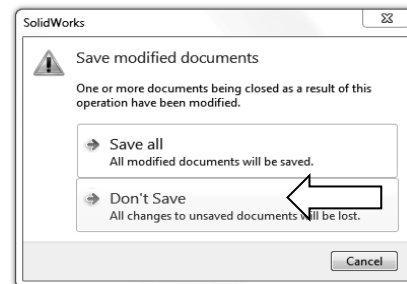 SolidWorks
Save modified documents
One or more documents being closed as a result of this
operation have been modified.
Save all
All modified documents will be saved.
Don't Save
All changes to unsaved documents will be lost.
Cancel